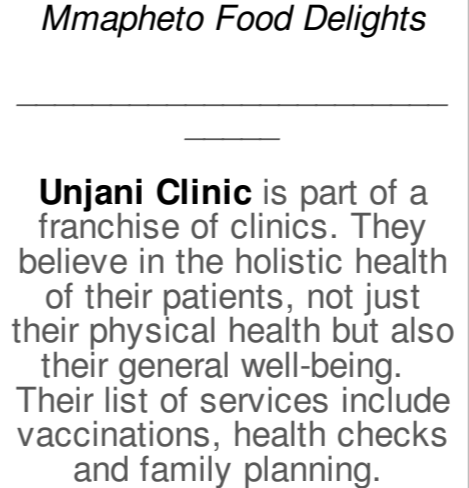 Mmapheto Food Delights
_______________________
_____
Unjani Clinic is part of a
franchise of clinics. They
believe in the holistic health
of their patients, not just
their physical health but also
their general well-being.
Their list of services include
vaccinations, health checks
and family planning.